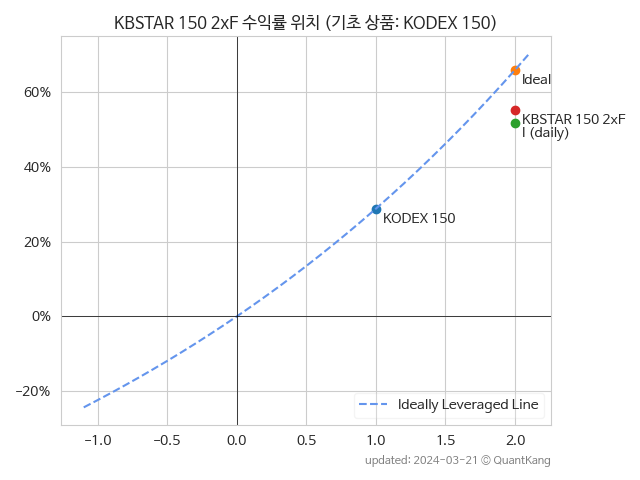 KBSTAR 150 2xF 수익률 위치 (기초 상품: KODEX 150)
60%
40%
20%
0%
−20%
Ideal
KBSTAR 150 2xF
I (daily)
KODEX 150
Ideally Leveraged Line
−1.0 −0.5 0.0 0.5 1.0 1.5 2.0
updated: 2024-03-21 © QuantKang